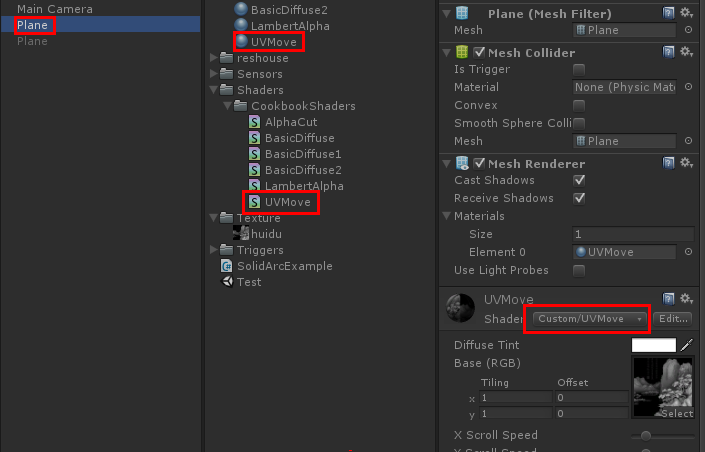 Main Camera
Plane
Plane
BasicDiffuse2
LambertAlpha
UVMove
reshouse
Sensors
Shaders
CookbookShaders
AlphaCut
BasicDiffuse
BasicDiffuse1
BasicDiffuse2
LambertAlpha
UVMove
Texture
huidu
Triggers
SolidArcExample
Test
Plane (Mesh Filter)
Mesh Plane
Mesh Collider
Is Trigger
Material None (Physic Mate
Convex
Smooth Sphere Colli
Mesh Plane
Mesh Renderer
Cast Shadows
Receive Shadows
Materials
Size 1
Element 0 UVMove
Use Light Probes
UVMove
Shader Custom/UVMove Edit...
Diffuse Tint
Base (RGB)
Tiling Offset
x 1 0
y 1 0
Select
X Scroll Speed
Y Scroll Speed